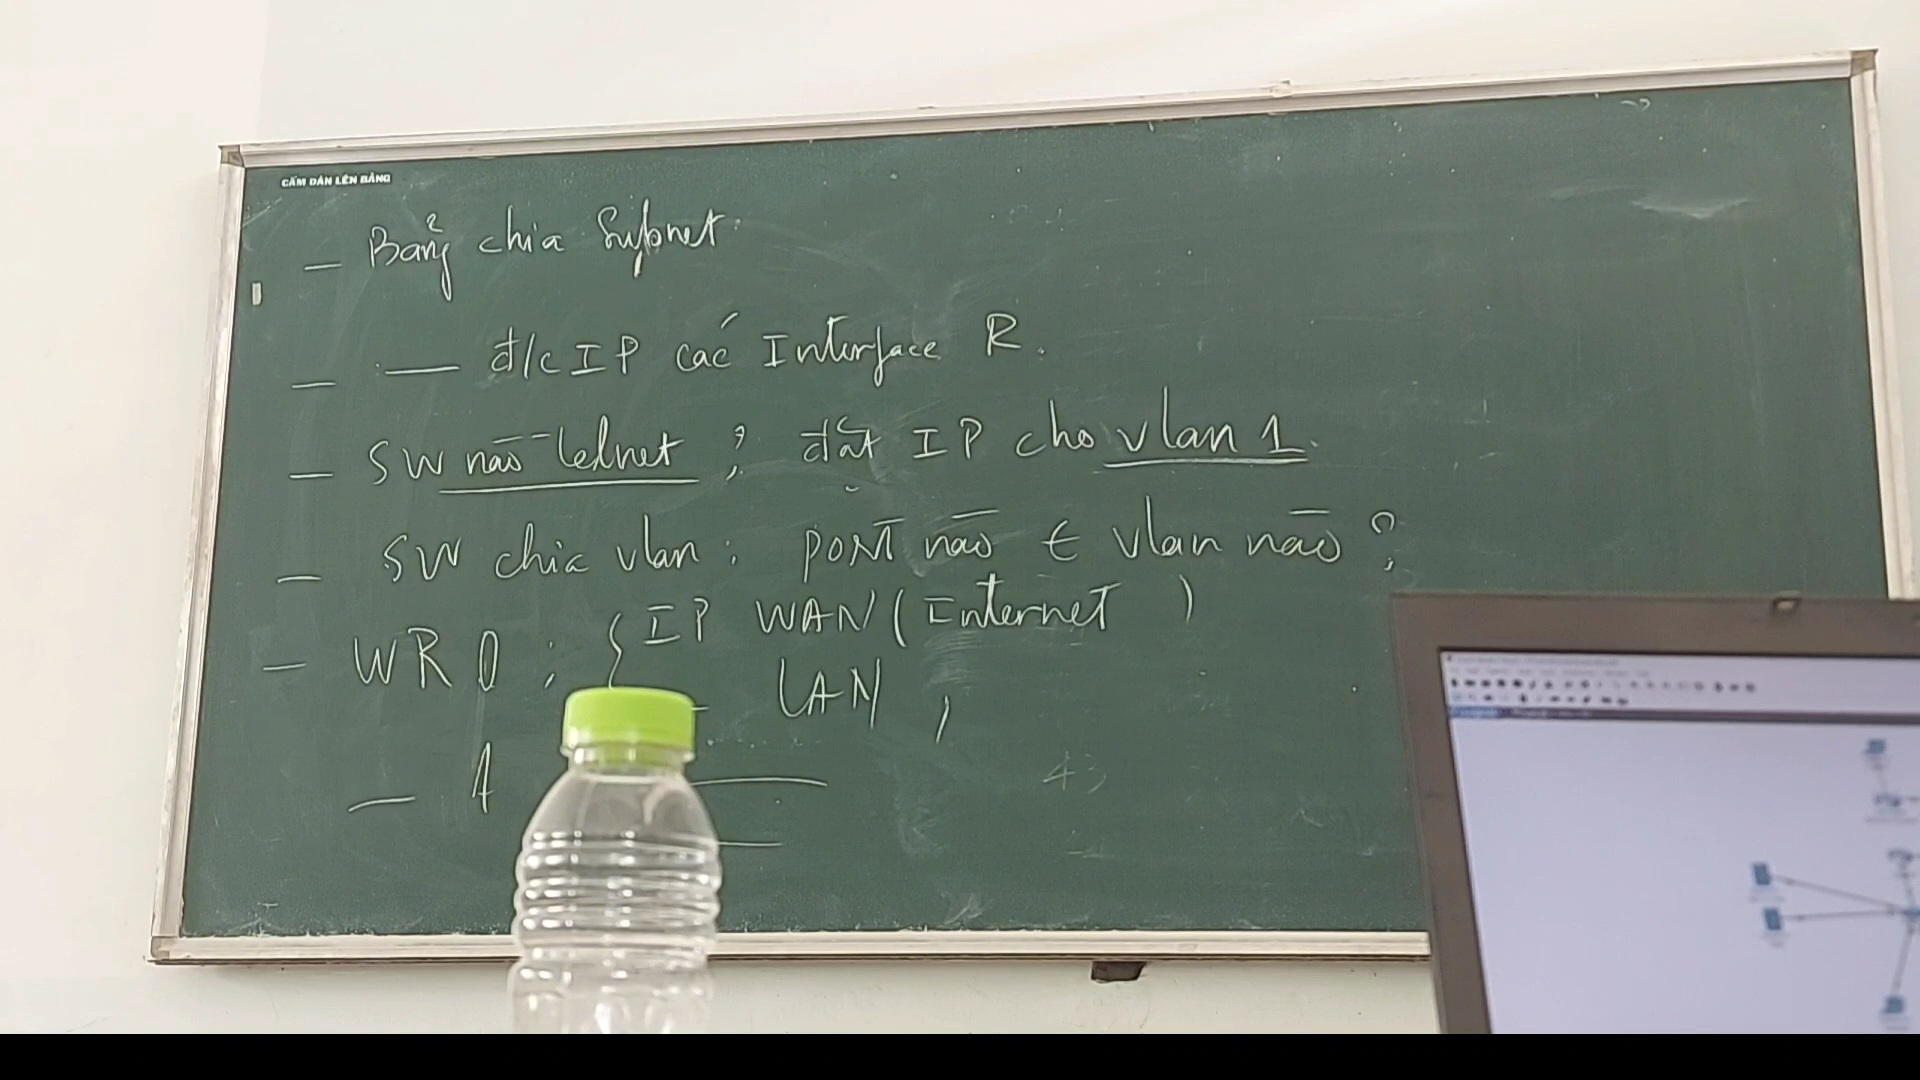 CẤM DÁN LÊN BẢNG
- Bảng chia Subnet.
- — đ/c IP các Interface R.
- SW nào telnet ? đặt IP cho vlan 1.
- SW chia vlan : port nào ∈ vlan nào ?
- WR0 : { IP WAN (Internet)
- LAN ,
- A
43